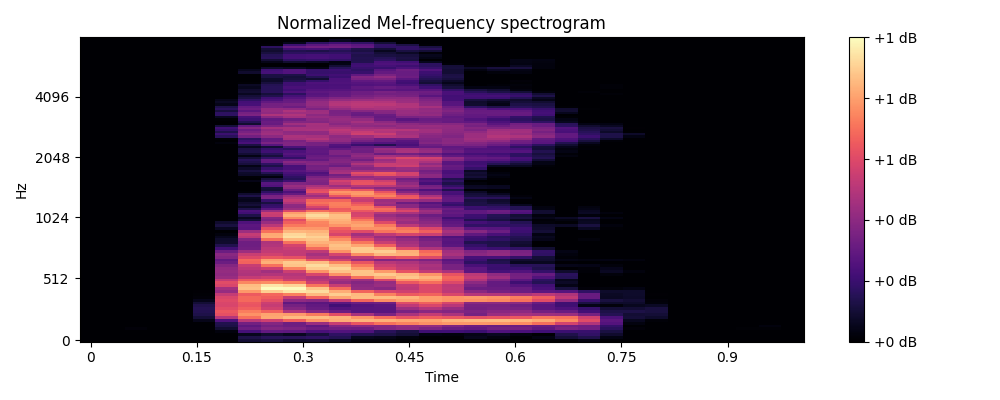 Normalized Mel-frequency spectrogram
Hz
4096
2048
1024
512
0
0 0.15 0.3 0.45 0.6 0.75 0.9
Time
+1 dB
+1 dB
+1 dB
+0 dB
+0 dB
+0 dB